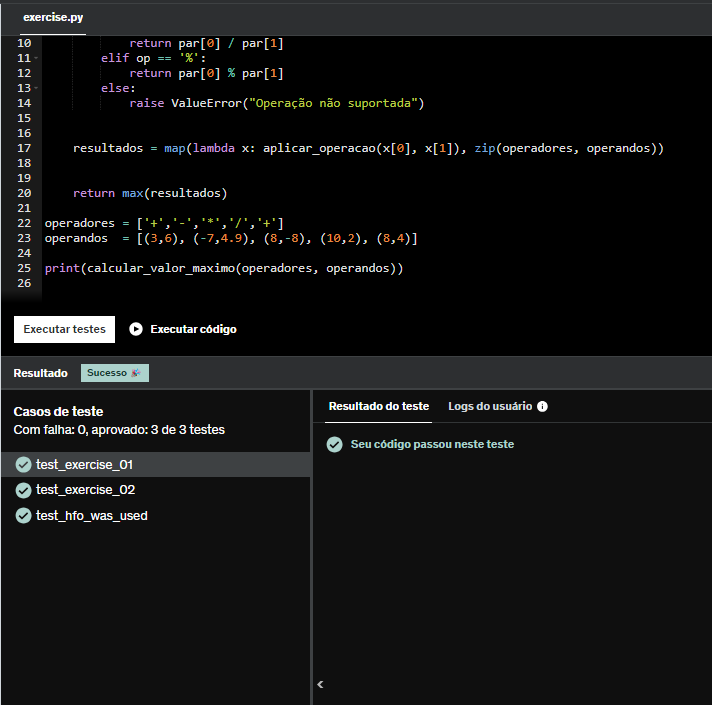 exercise.py
10 return par[0] / par[1]
11 elif op == '%':
12 return par[0] % par[1]
13 else:
14 raise ValueError("Operação não suportada")
15
16
17 resultados = map(lambda x: aplicar_operacao(x[0], x[1]), zip(operadores, operandos))
18
19
20 return max(resultados)
21
22 operadores = ['+','-','*','/','+']
23 operandos  = [(3,6), (-7,4.9), (8,-8), (10,2), (8,4)]
24
25 print(calcular_valor_maximo(operadores, operandos))
26
Executar testes Executar código
Resultado Sucesso 🎉
Casos de teste
Com falha: 0, aprovado: 3 de 3 testes
test_exercise_01
test_exercise_02
test_hfo_was_used
Resultado do teste Logs do usuário
Seu código passou neste teste